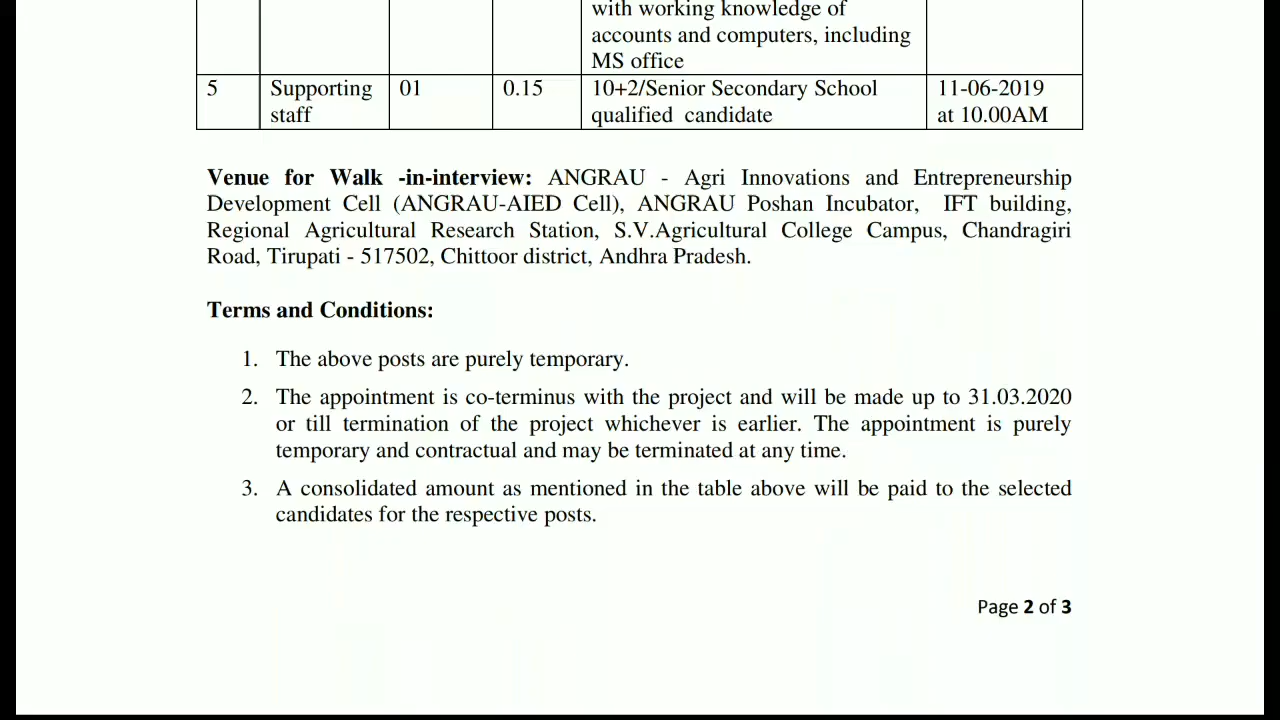 with working knowledge of
accounts and computers, including
MS office
5 Supporting staff 01 0.15 10+2/Senior Secondary School qualified candidate 11-06-2019 at 10.00AM
Venue for Walk -in-interview: ANGRAU - Agri Innovations and Entrepreneurship
Development Cell (ANGRAU-AIED Cell), ANGRAU Poshan Incubator, IFT building,
Regional Agricultural Research Station, S.V.Agricultural College Campus, Chandragiri
Road, Tirupati - 517502, Chittoor district, Andhra Pradesh.
Terms and Conditions:
1. The above posts are purely temporary.
2. The appointment is co-terminus with the project and will be made up to 31.03.2020
or till termination of the project whichever is earlier. The appointment is purely
temporary and contractual and may be terminated at any time.
3. A consolidated amount as mentioned in the table above will be paid to the selected
candidates for the respective posts.
Page 2 of 3